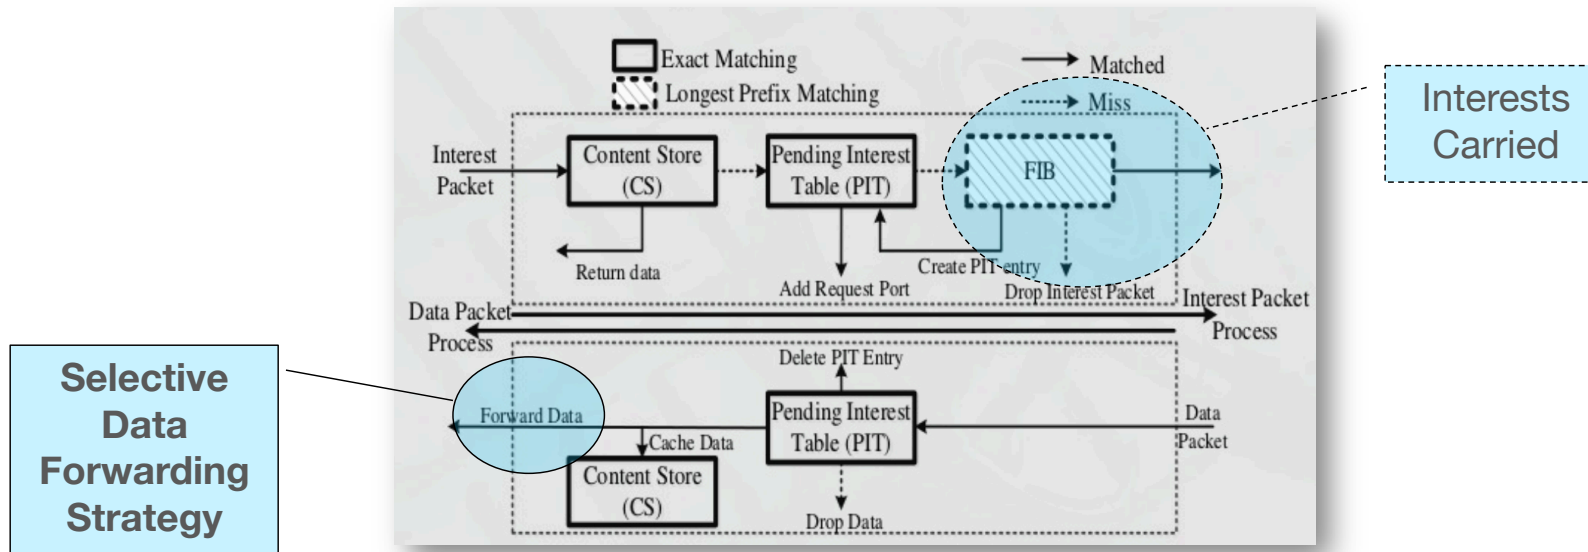 Exact Matching
Longest Prefix Matching
Matched
Miss
Interests
Carried
Interest
Packet
Content Store
(CS)
Pending Interest
Table (PIT)
FIB
Return data
Add Request Port
Create PIT entry
Drop Interest Packet
Data Packet
Process
Interest Packet
Process
Selective
Data
Forwarding
Strategy
Delete PIT Entry
Forward Data
Cache Data
Content Store
(CS)
Pending Interest
Table (PIT)
Data
Packet
Drop Data